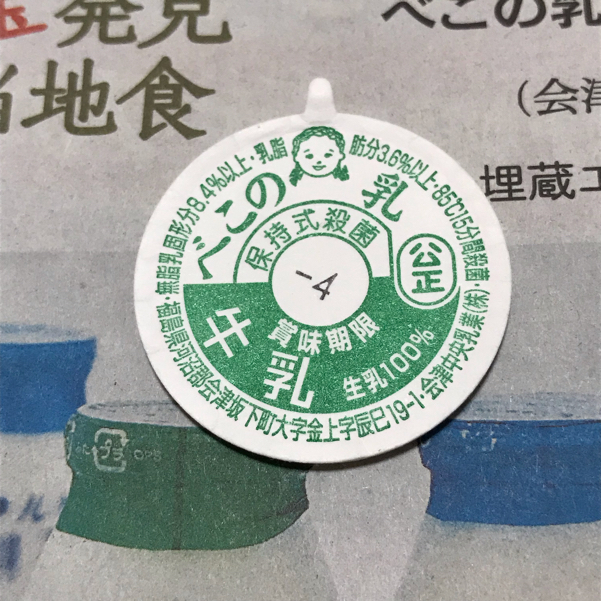 発見
当地食
べこの乳
(会津
埋蔵
無脂乳固形分8.4%以上・乳脂肪分3.6%以上・85℃15分間殺菌・
べこの乳
保持式殺菌
公正
-4
賞味期限
牛乳
生乳100%
福島県河沼郡会津坂下町大字金上字辰巳19-1・会津中央乳業(株)・
プラ